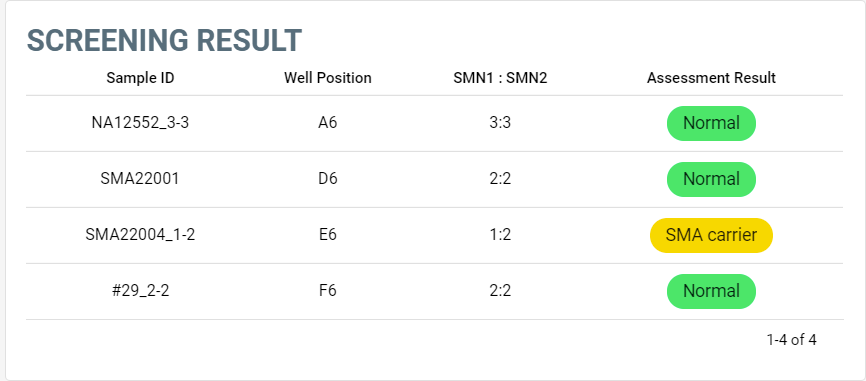 SCREENING RESULT
Sample ID Well Position SMN1 : SMN2 Assessment Result
NA12552_3-3 A6 3:3 Normal
SMA22001 D6 2:2 Normal
SMA22004_1-2 E6 1:2 SMA carrier
#29_2-2 F6 2:2 Normal
1-4 of 4